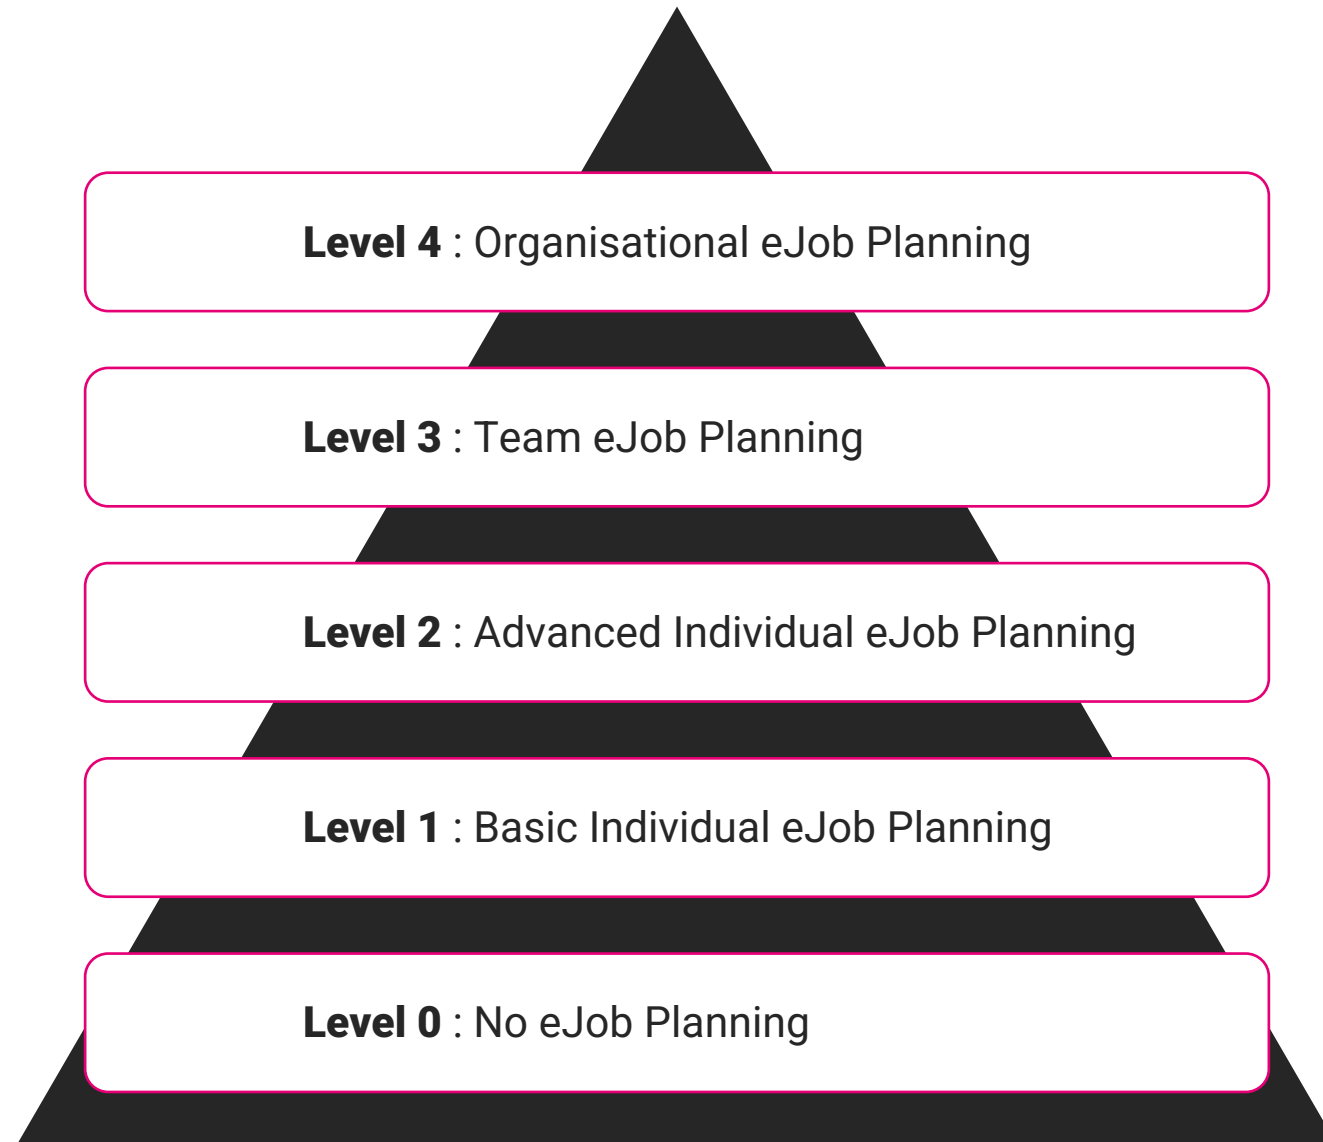 Level 4 : Organisational eJob Planning
Level 3 : Team eJob Planning
Level 2 : Advanced Individual eJob Planning
Level 1 : Basic Individual eJob Planning
Level 0 : No eJob Planning